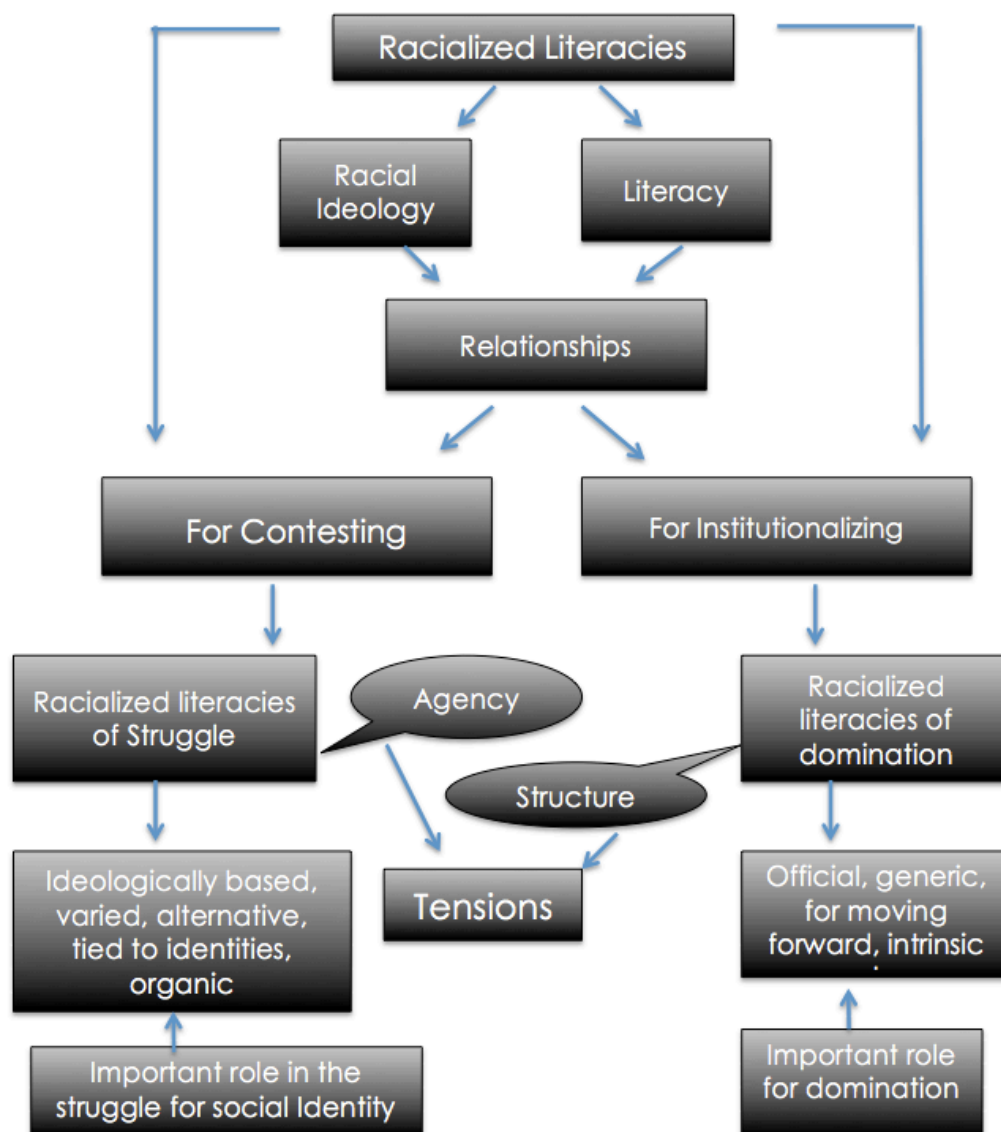 Racialized Literacies
Racial
Ideology
Literacy
Relationships
For Contesting
For Institutionalizing
Racialized literacies
of Struggle
Agency
Structure
Racialized
literacies of
domination
Ideologically based,
varied, alternative,
tied to identities,
organic
Tensions
Official, generic,
for moving
forward, intrinsic
Important role in the
struggle for social Identity
Important role
for domination